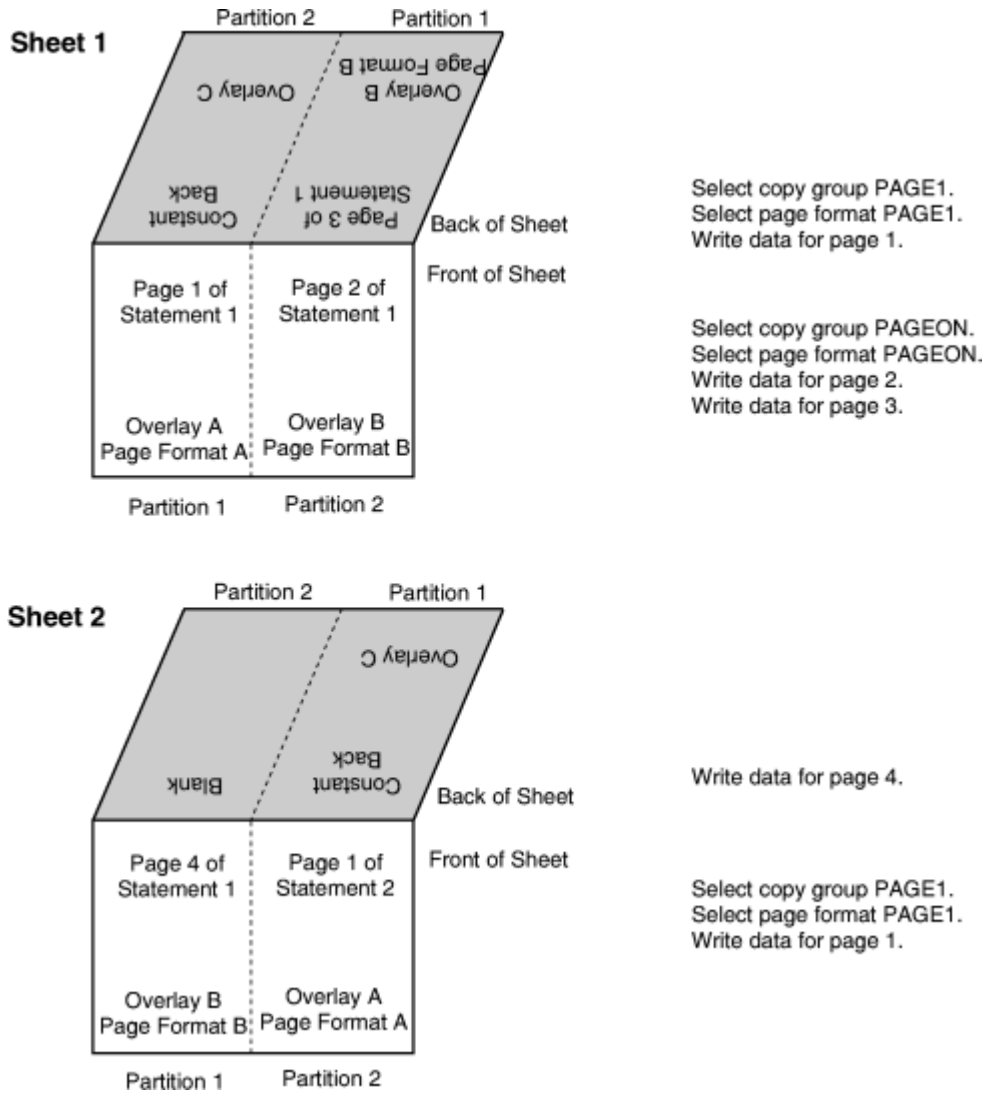 Sheet 1
Partition 2
Partition 1
Overlay C
Page Format B
Overlay B
Constant
Back
Page 3 of
Statement 1
Back of Sheet
Front of Sheet
Page 1 of
Statement 1
Page 2 of
Statement 1
Overlay A
Page Format A
Overlay B
Page Format B
Partition 1
Partition 2
Select copy group PAGE1.
Select page format PAGE1.
Write data for page 1.
Select copy group PAGEON.
Select page format PAGEON.
Write data for page 2.
Write data for page 3.
Sheet 2
Partition 2
Partition 1
Overlay C
Blank
Constant
Back
Back of Sheet
Front of Sheet
Page 4 of
Statement 1
Page 1 of
Statement 2
Overlay B
Page Format B
Overlay A
Page Format A
Partition 1
Partition 2
Write data for page 4.
Select copy group PAGE1.
Select page format PAGE1.
Write data for page 1.